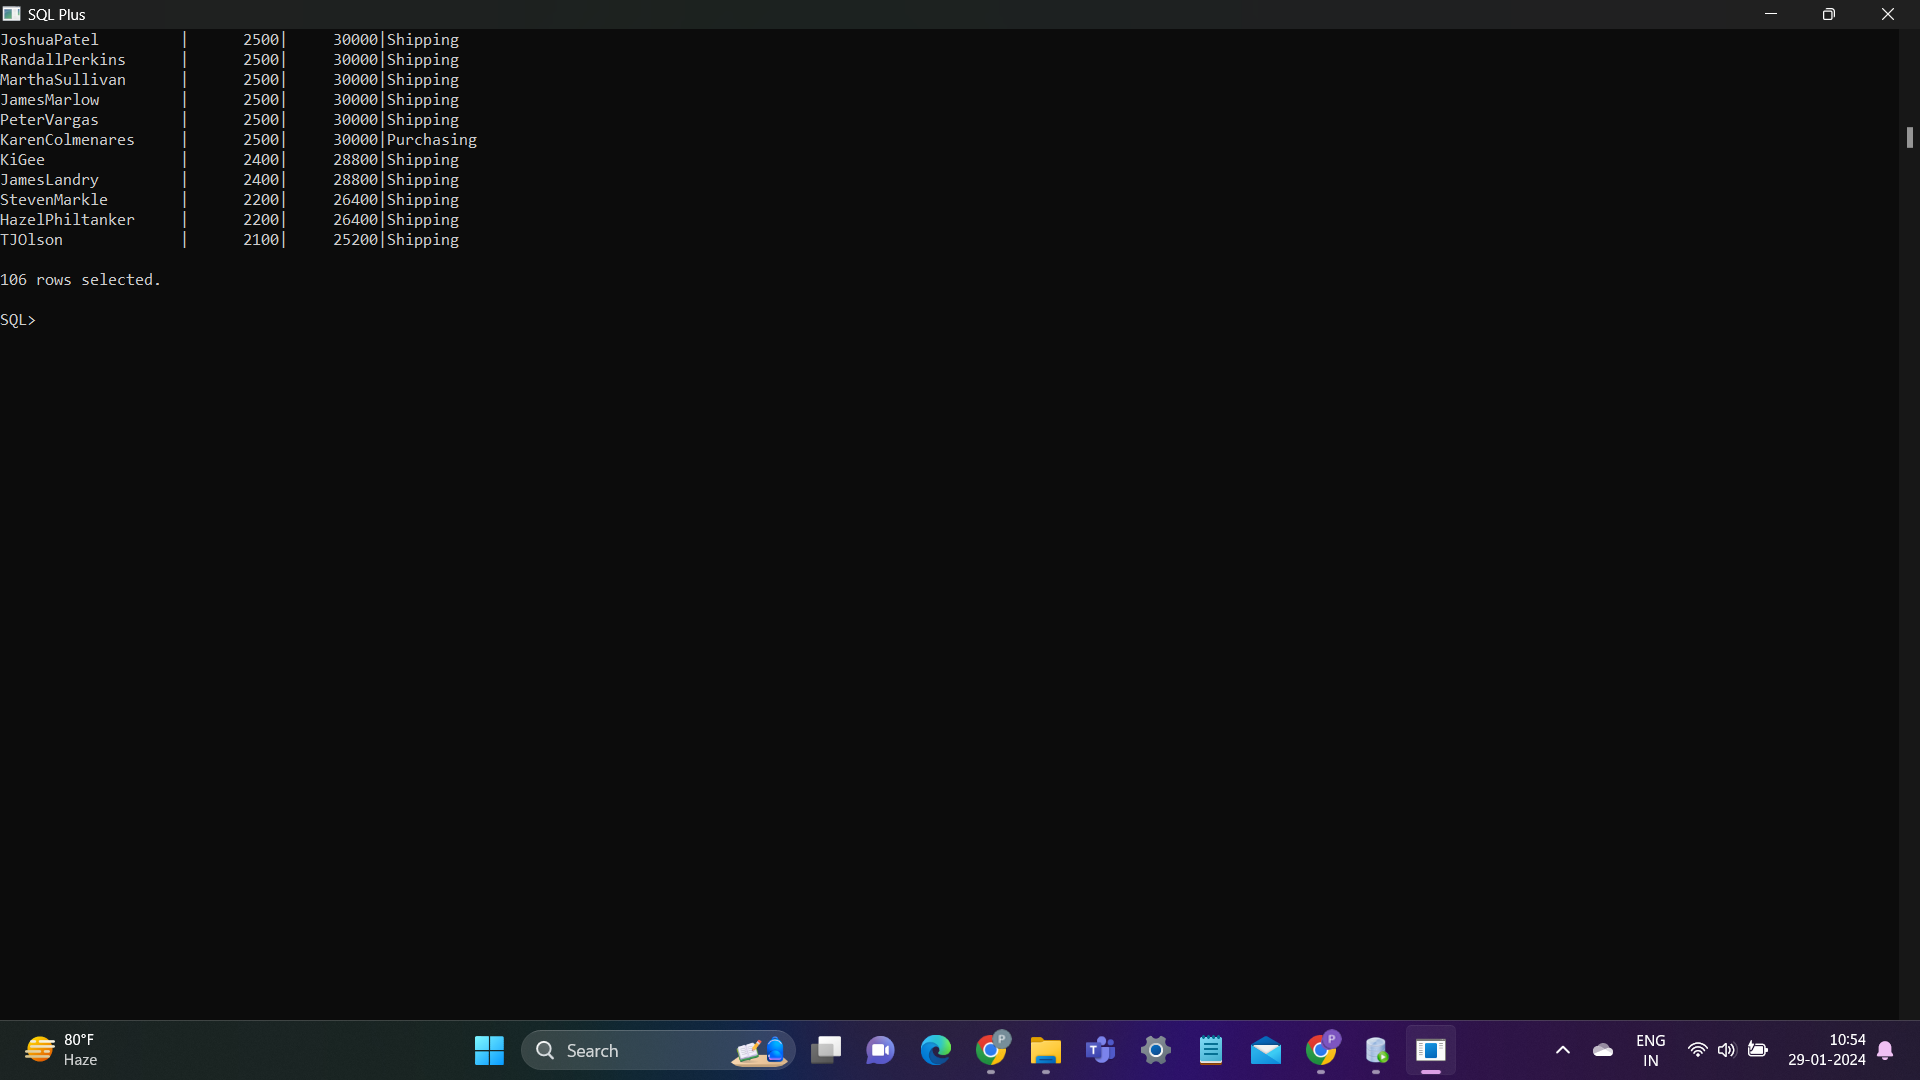 SQL Plus
JoshuaPatel | 2500| 30000|Shipping
RandallPerkins | 2500| 30000|Shipping
MarthaSullivan | 2500| 30000|Shipping
JamesMarlow | 2500| 30000|Shipping
PeterVargas | 2500| 30000|Shipping
KarenColmenares | 2500| 30000|Purchasing
KiGee | 2400| 28800|Shipping
JamesLandry | 2400| 28800|Shipping
StevenMarkle | 2200| 26400|Shipping
HazelPhiltanker | 2200| 26400|Shipping
TJOlson | 2100| 25200|Shipping
106 rows selected.
SQL>
80°F
Haze
Search
P
T
P
ENG
IN
10:54
29-01-2024